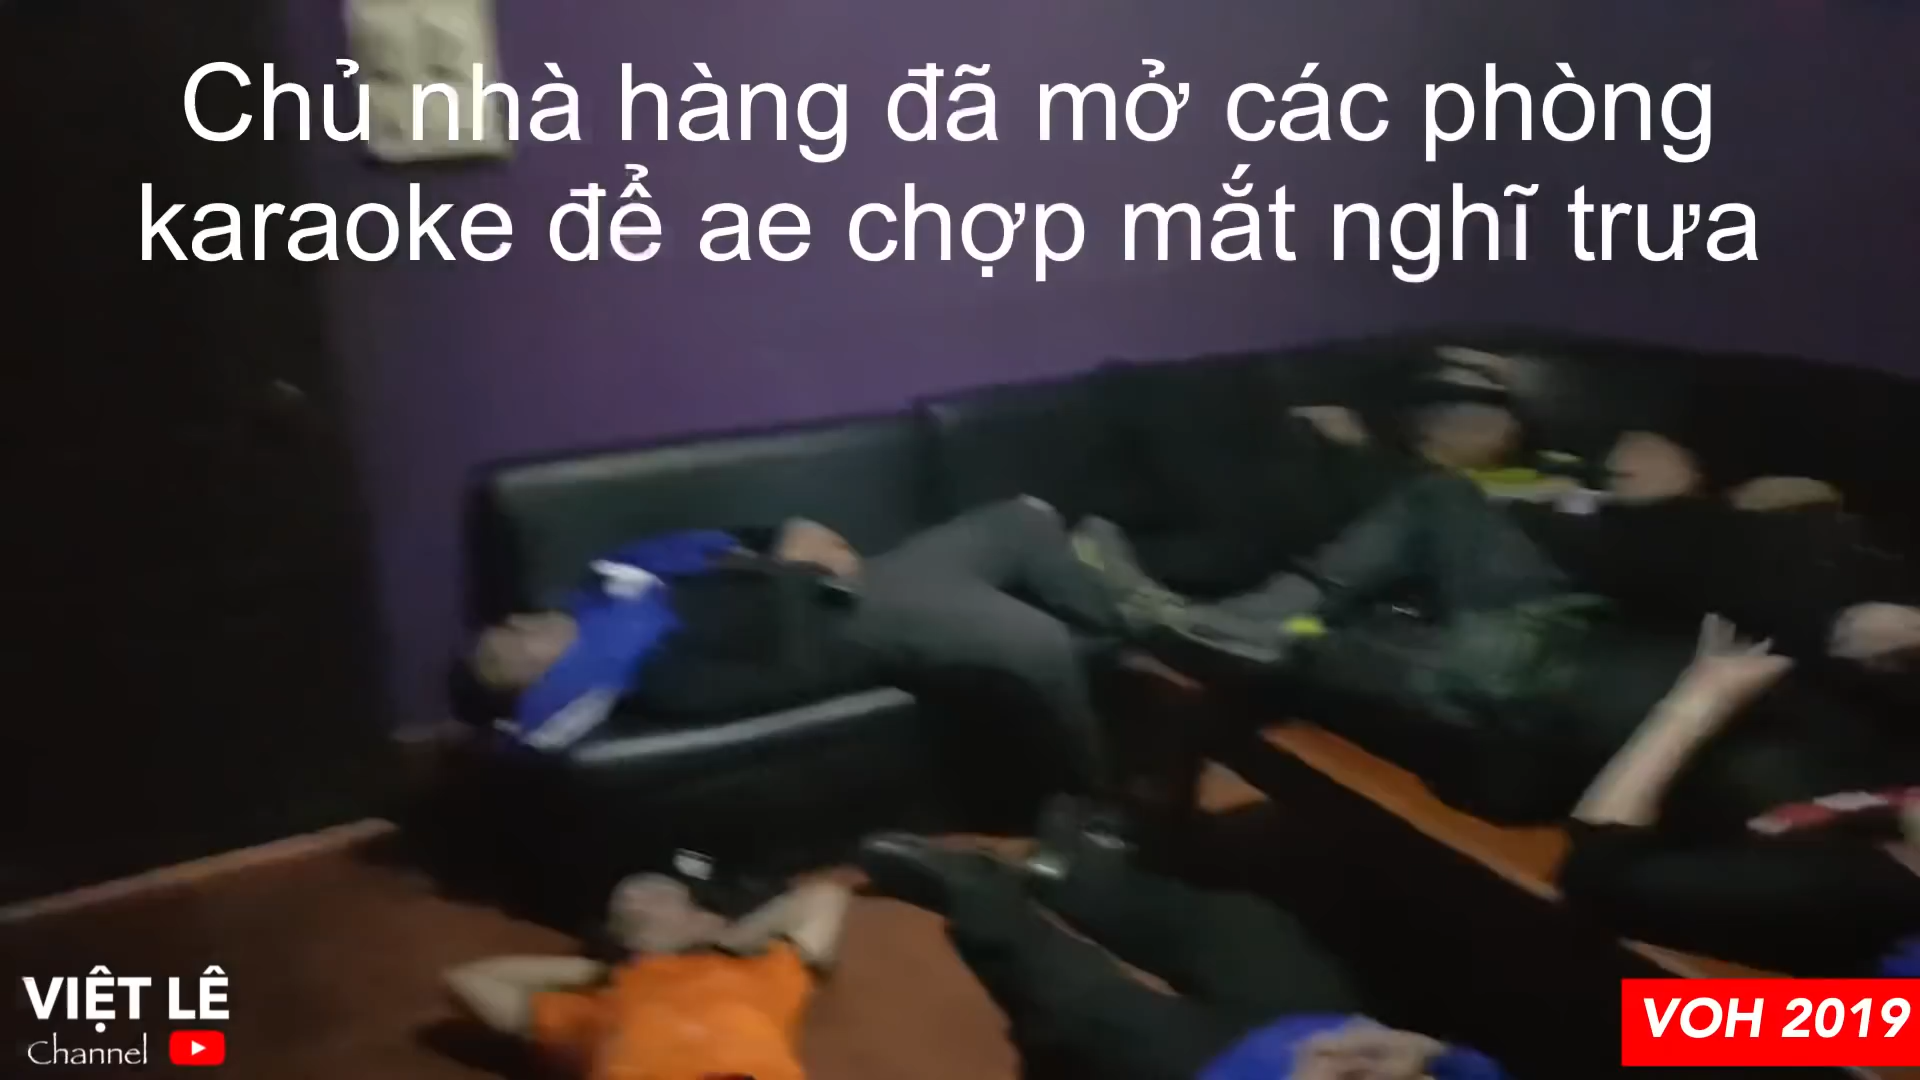 Chủ nhà hàng đã mở các phòng
karaoke để ae chợp mắt nghĩ trưa
VIỆT LÊ
Channel
VOH 2019